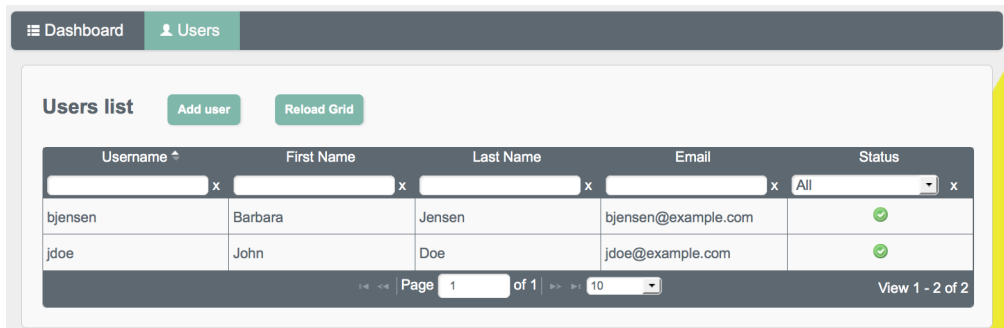 Dashboard Users
Users list Add user Reload Grid
Username First Name Last Name Email Status
x x x x All x
bjensen Barbara Jensen bjensen@example.com
jdoe John Doe jdoe@example.com
Page 1 of 1 10 View 1 - 2 of 2